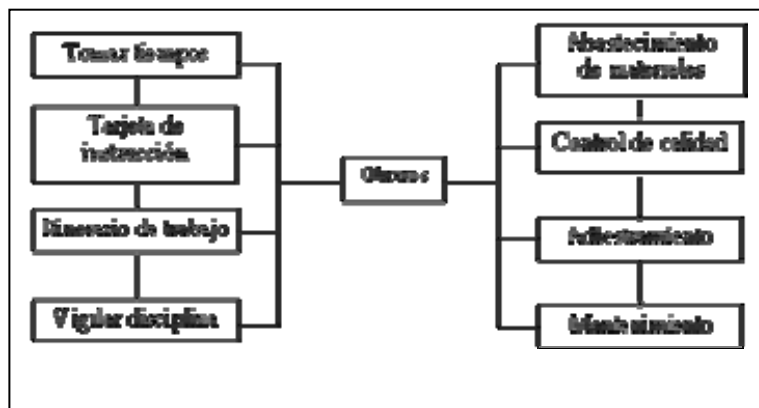 Tomar tiempos
Tarjeta de
instrucción
Itinerario de trabajo
Vigilar disciplina
Abastecimiento
de materiales
Control de calidad
Adiestramiento
Mantenimiento